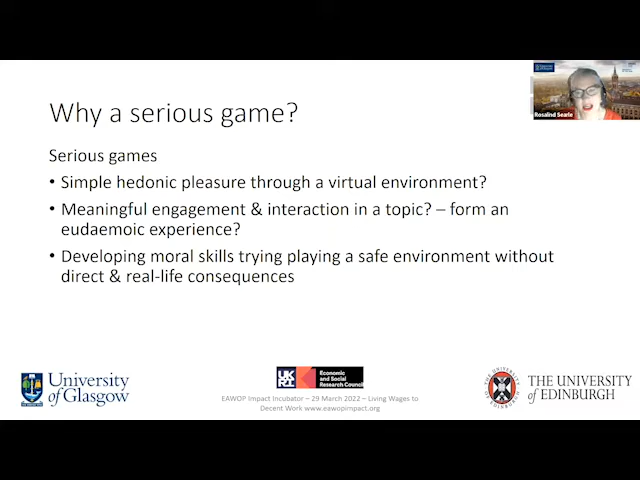 Why a serious game?
Rosalind Searle
Serious games
• Simple hedonic pleasure through a virtual environment?
• Meaningful engagement & interaction in a topic? – form an
eudaemoic experience?
• Developing moral skills trying playing a safe environment without
direct & real-life consequences
University
of Glasgow
UK
RI
Economic
and Social
Research Council
EAWOP Impact Incubator – 29 March 2022 – Living Wages to
Decent Work www.eawopimpact.org
THE UNIVERSITY
of EDINBURGH